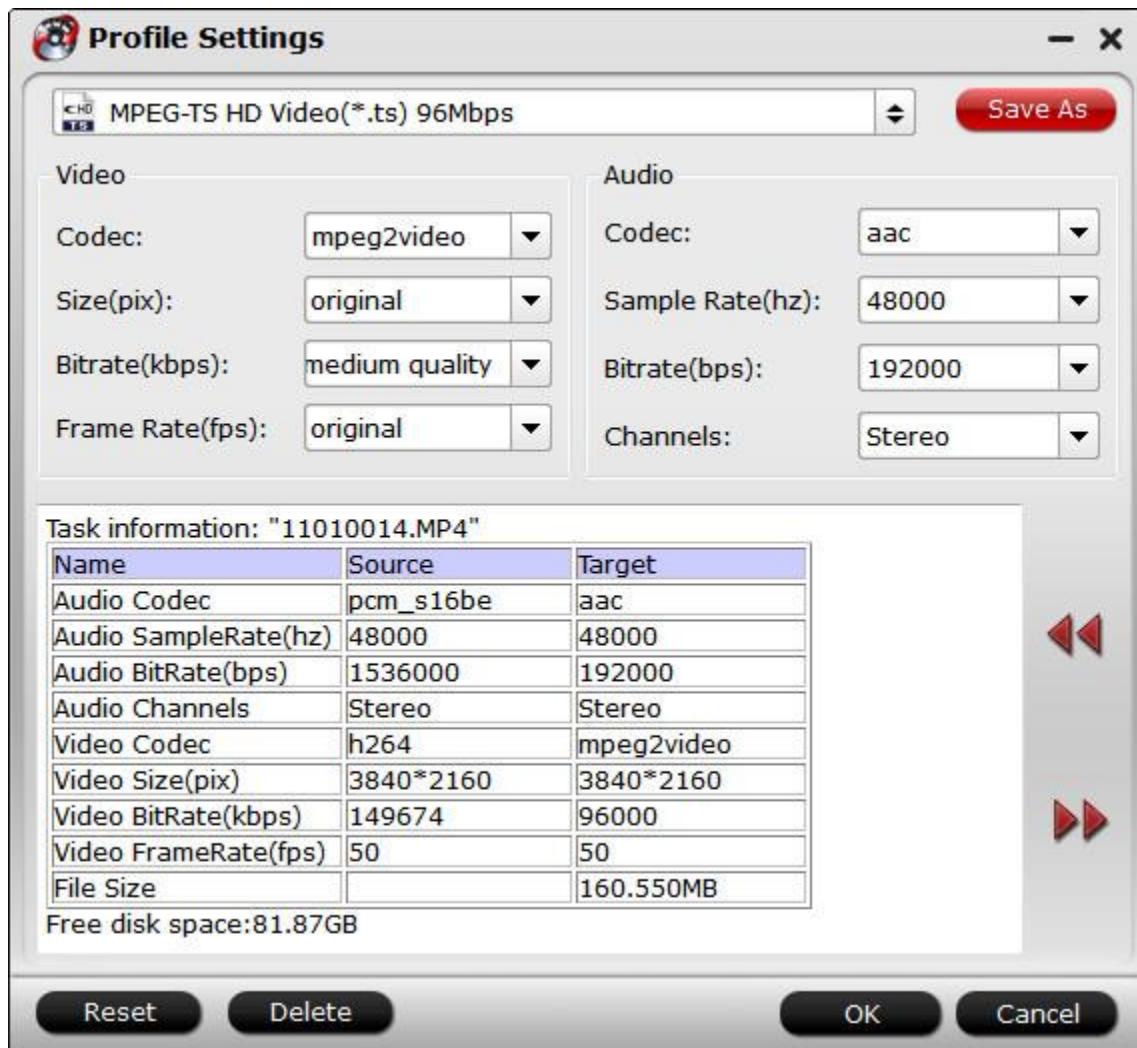 Profile Settings
MPEG-TS HD Video(*.ts) 96Mbps
Save As
Video
Codec: mpeg2video
Size(pix): original
Bitrate(kbps): medium quality
Frame Rate(fps): original
Audio
Codec: aac
Sample Rate(hz): 48000
Bitrate(bps): 192000
Channels: Stereo
Task information: "11010014.MP4"
Name Source Target
Audio Codec pcm_s16be aac
Audio SampleRate(hz) 48000 48000
Audio BitRate(bps) 1536000 192000
Audio Channels Stereo Stereo
Video Codec h264 mpeg2video
Video Size(pix) 3840*2160 3840*2160
Video BitRate(kbps) 149674 96000
Video FrameRate(fps) 50 50
File Size 160.550MB
Free disk space:81.87GB
Reset Delete OK Cancel